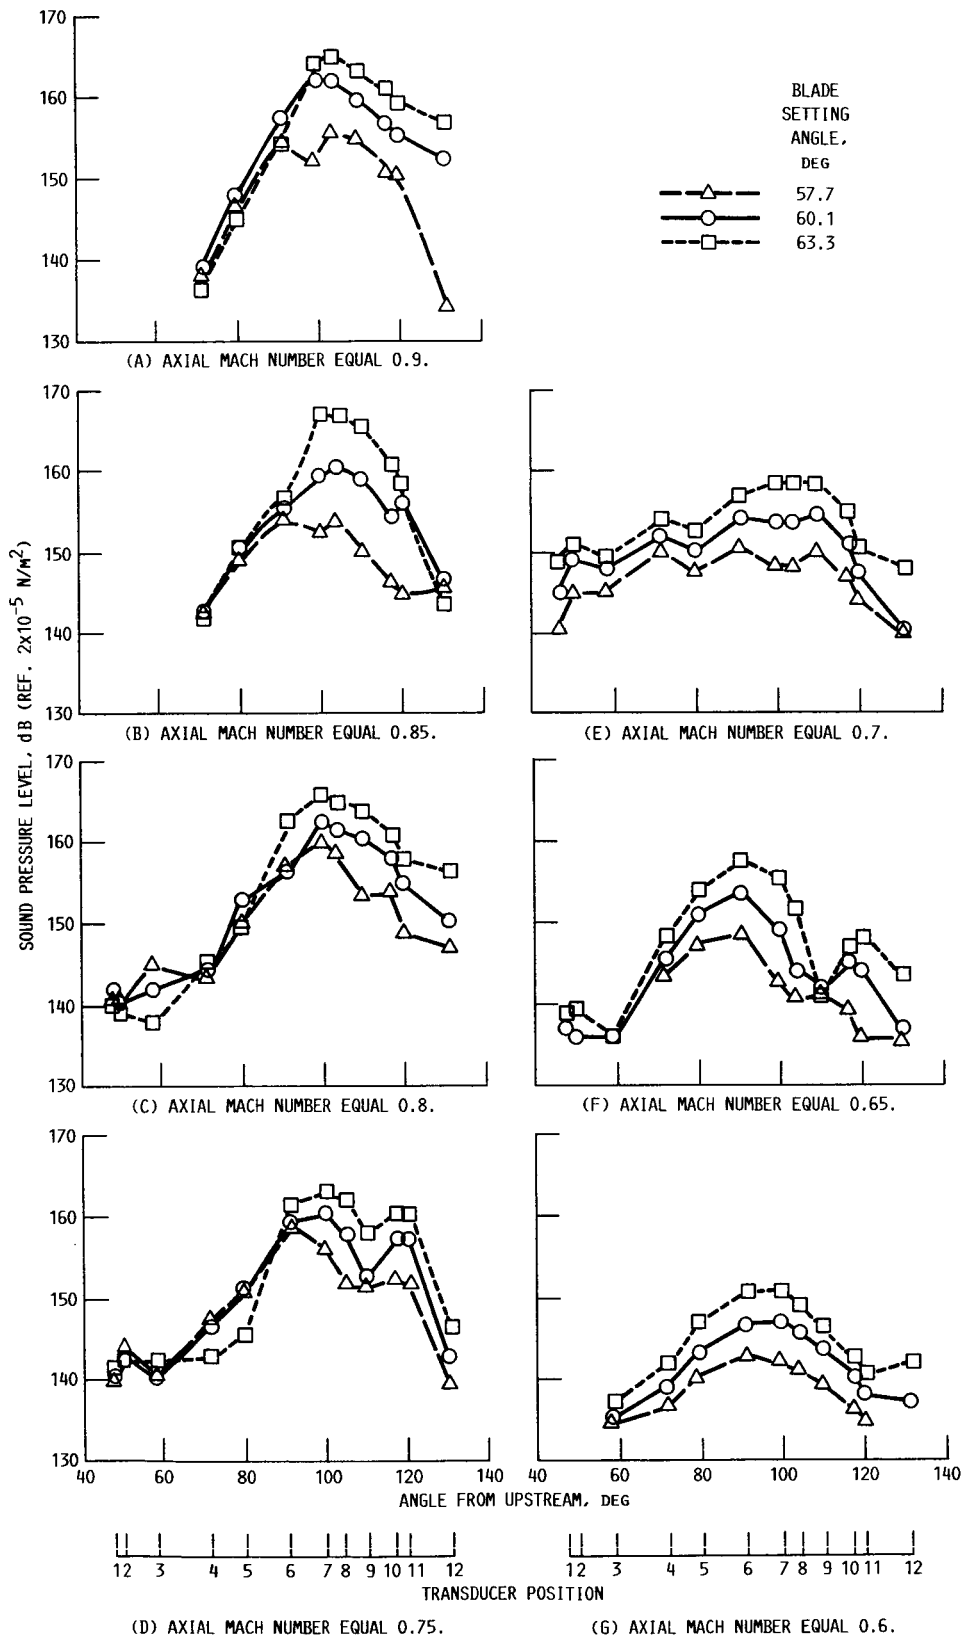 170
160
150
140
130
BLADE
SETTING
ANGLE,
DEG
57.7
60.1
63.3
(A) AXIAL MACH NUMBER EQUAL 0.9.
SOUND PRESSURE LEVEL, dB (REF. 2x10⁻⁵ N/m²)
170
160
150
140
130
(B) AXIAL MACH NUMBER EQUAL 0.85.
(E) AXIAL MACH NUMBER EQUAL 0.7.
170
160
150
140
130
(C) AXIAL MACH NUMBER EQUAL 0.8.
(F) AXIAL MACH NUMBER EQUAL 0.65.
170
160
150
140
130
40 60 80 100 120 140
40 60 80 100 120 140
ANGLE FROM UPSTREAM, DEG
1 2 3 4 5 6 7 8 9 10 11 12
1 2 3 4 5 6 7 8 9 10 11 12
TRANSDUCER POSITION
(D) AXIAL MACH NUMBER EQUAL 0.75.
(G) AXIAL MACH NUMBER EQUAL 0.6.